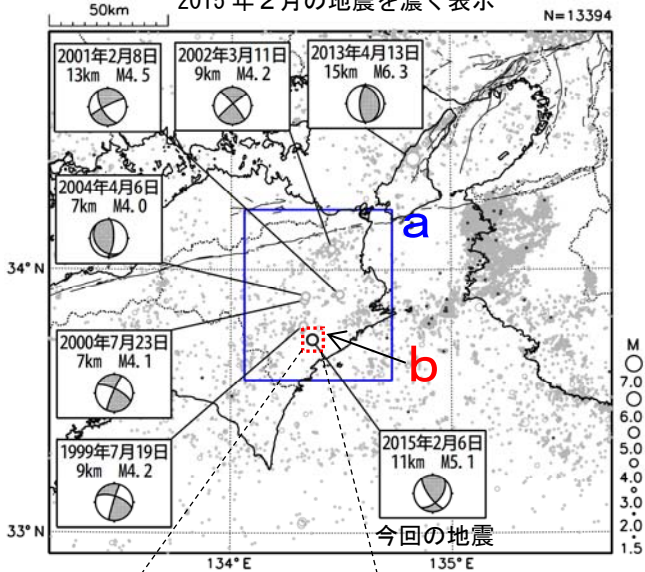 2015年2月の地震を濃く表示
50km
N=13394
2001年2月8日
13km M4.5
2002年3月11日
9km M4.2
2013年4月13日
15km M6.3
2004年4月6日
7km M4.0
a
34°N
2000年7月23日
7km M4.1
b
M
7.0
6.0
5.0
4.0
3.0
2.0
1.5
1999年7月19日
9km M4.2
2015年2月6日
11km M5.1
今回の地震
33°N
134°E
135°E